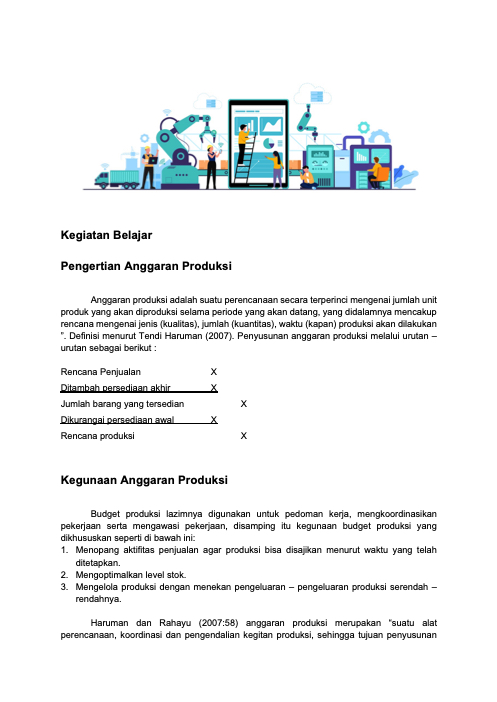 Kegiatan Belajar
Pengertian Anggaran Produksi
Anggaran produksi adalah suatu perencanaan secara terperinci mengenai jumlah unit
produk yang akan diproduksi selama periode yang akan datang, yang didalamnya mencakup
rencana mengenai jenis (kualitas), jumlah (kuantitas), waktu (kapan) produksi akan dilakukan
”. Definisi menurut Tendi Haruman (2007). Penyusunan anggaran produksi melalui urutan –
urutan sebagai berikut :
Rencana Penjualan X
Ditambah persediaan akhir X
Jumlah barang yang tersedian X
Dikurangai persediaan awal X
Rencana produksi X
Kegunaan Anggaran Produksi
Budget produksi lazimnya digunakan untuk pedoman kerja, mengkoordinasikan
pekerjaan serta mengawasi pekerjaan, disamping itu kegunaan budget produksi yang
dikhususkan seperti di bawah ini:
1. Menopang aktifitas penjualan agar produksi bisa disajikan menurut waktu yang telah
ditetapkan.
2. Mengoptimalkan level stok.
3. Mengelola produksi dengan menekan pengeluaran – pengeluaran produksi serendah –
rendahnya.
Haruman dan Rahayu (2007:58) anggaran produksi merupakan “suatu alat
perencanaan, koordinasi dan pengendalian kegitan produksi, sehingga tujuan penyusunan